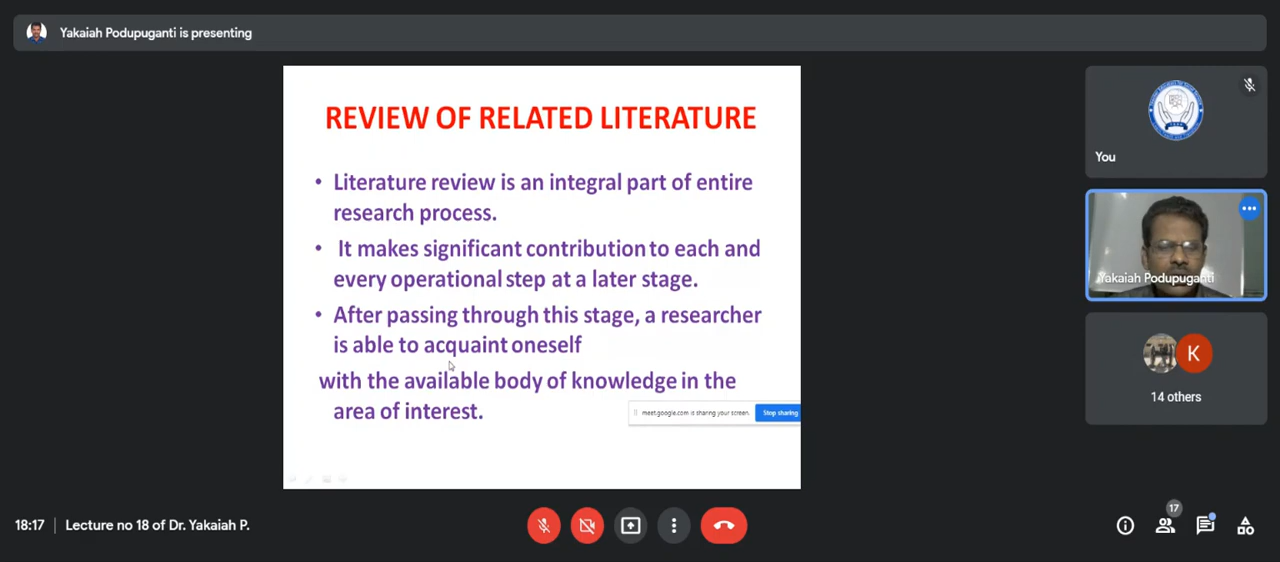 Yakaiah Podupuganti is presenting
REVIEW OF RELATED LITERATURE
• Literature review is an integral part of entire
research process.
• It makes significant contribution to each and
every operational step at a later stage.
• After passing through this stage, a researcher
is able to acquaint oneself
with the available body of knowledge in the
area of interest.
meet.google.com is sharing your screen. Stop sharing
You
Yakaiah Podupuganti
K
14 others
18:17 Lecture no 18 of Dr. Yakaiah P.
17